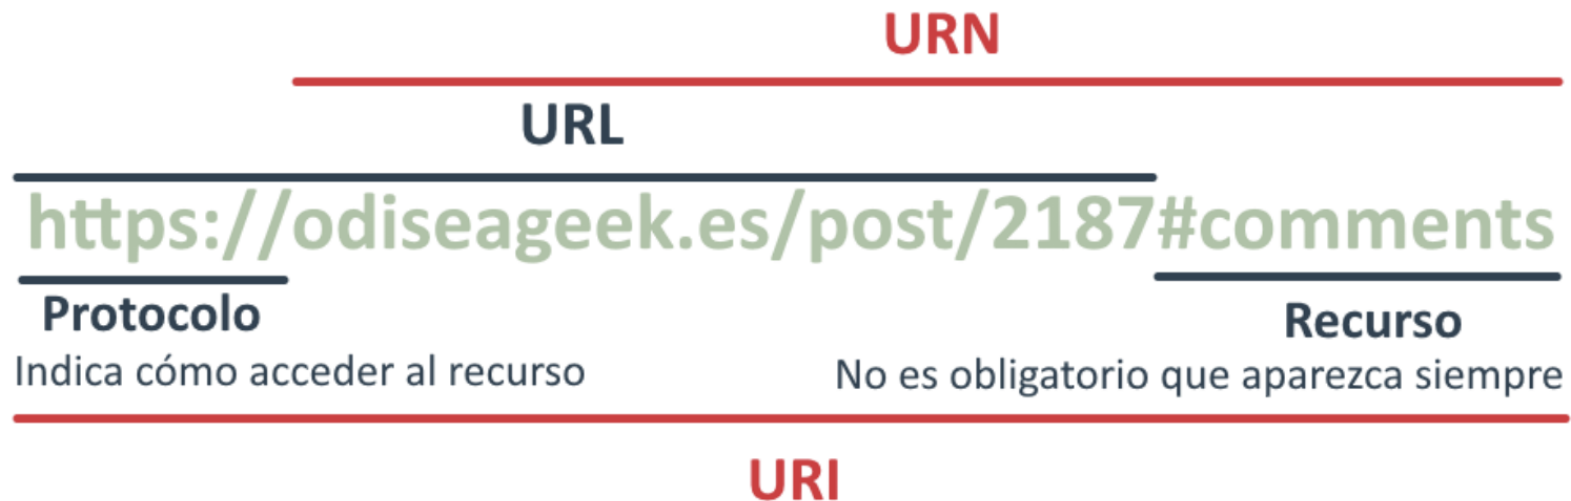 URN
URL
https://odiseageek.es/post/2187#comments
Protocolo
Recurso
Indica cómo acceder al recurso
No es obligatorio que aparezca siempre
URI